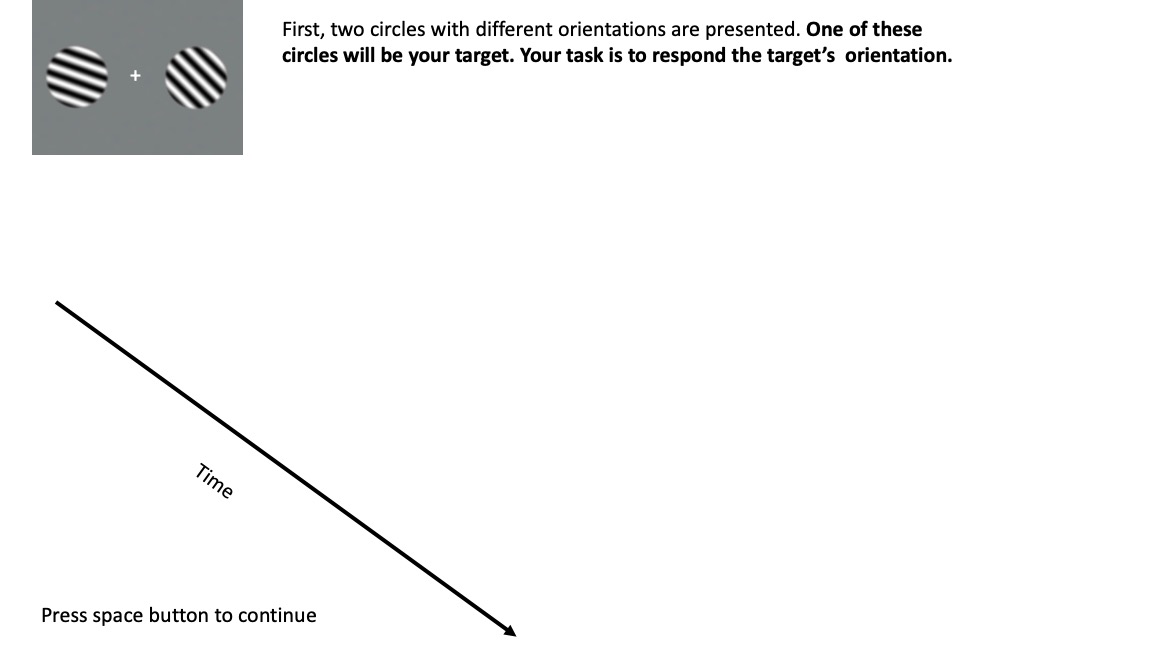 +
First, two circles with different orientations are presented. One of these
circles will be your target. Your task is to respond the target’s  orientation.
Time
Press space button to continue